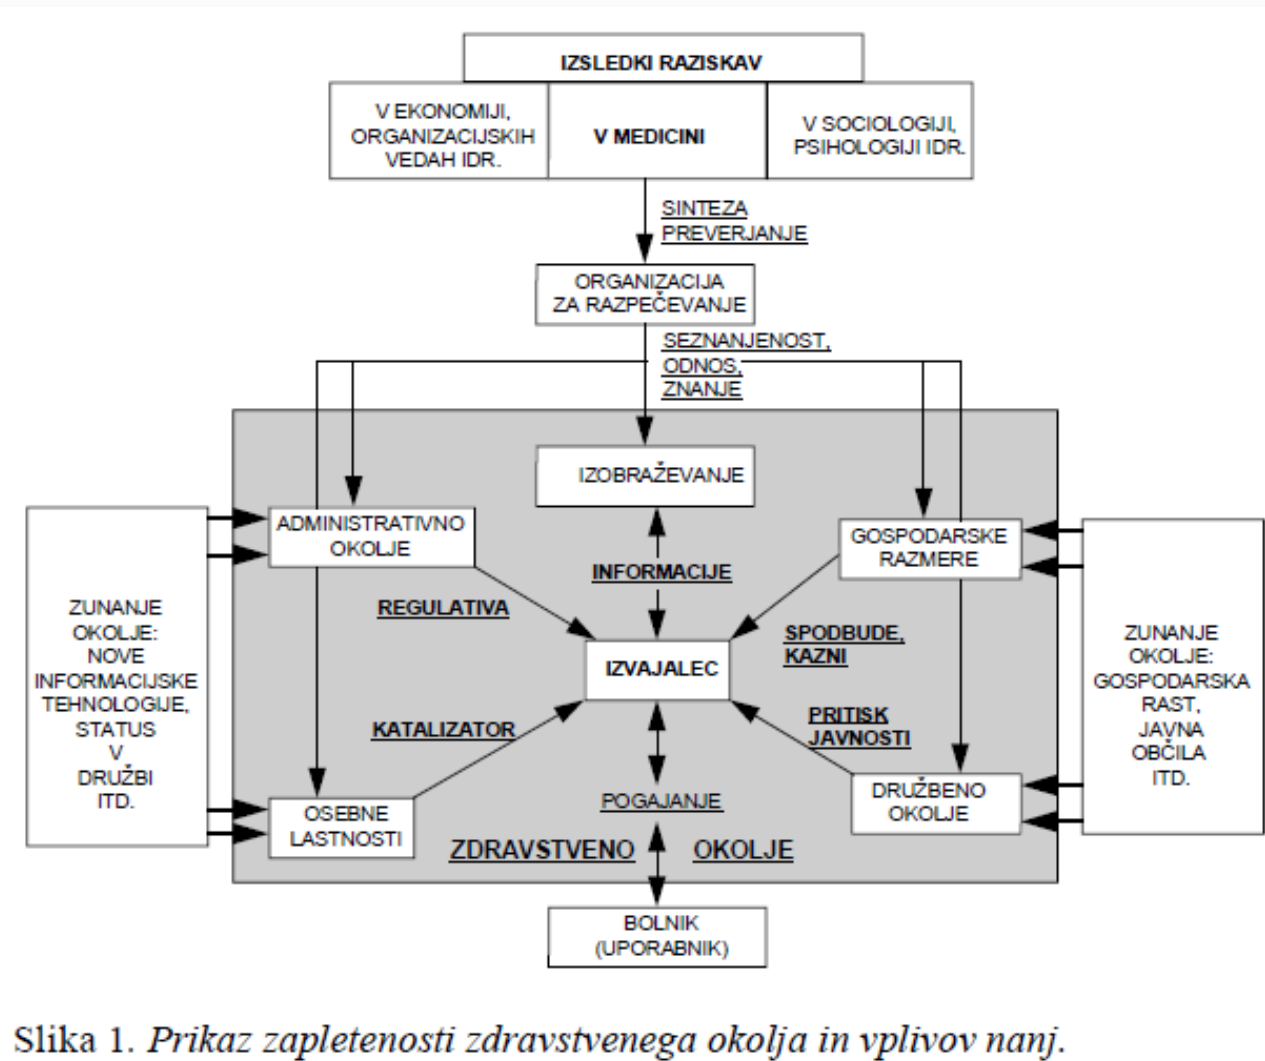 IZSLEDKI RAZISKAV
V EKONOMIJI,
ORGANIZACIJSKIH
VEDAH IDR.
V MEDICINI
V SOCIOLOGIJI,
PSIHOLOGIJI IDR.
SINTEZA
PREVERJANJE
ORGANIZACIJA
ZA RAZPEČEVANJE
SEZNANJENOST,
ODNOS,
ZNANJE
IZOBRAŽEVANJE
ADMINISTRATIVNO
OKOLJE
GOSPODARSKE
RAZMERE
INFORMACIJE
REGULATIVA
SPODBUDE,
KAZNI
IZVAJALEC
ZUNANJE
OKOLJE:
NOVE
INFORMACIJSKE
TEHNOLOGIJE,
STATUS
V
DRUŽBI
ITD.
ZUNANJE
OKOLJE:
GOSPODARSKA
RAST,
JAVNA
OBČILA
ITD.
KATALIZATOR
PRITISK
JAVNOSTI
OSEBNE
LASTNOSTI
POGAJANJE
DRUŽBENO
OKOLJE
ZDRAVSTVENO OKOLJE
BOLNIK
(UPORABNIK)
Slika 1. Prikaz zapletenosti zdravstvenega okolja in vplivov nanj.